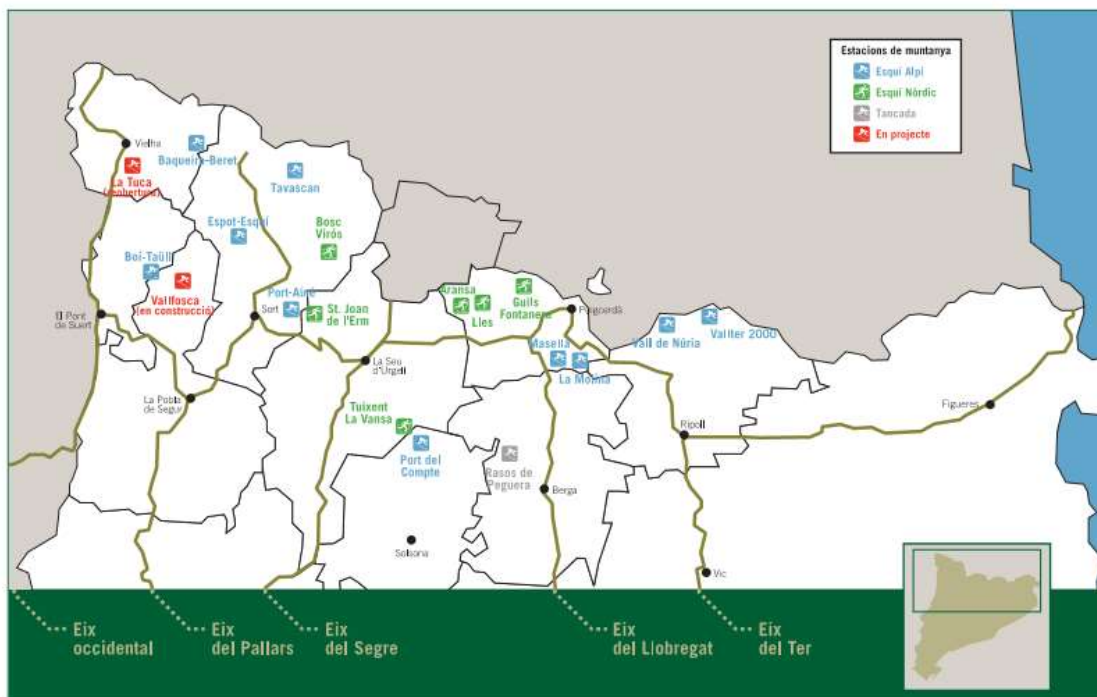 Estacions de muntanya
Esquí Alpí
Esquí Nòrdic
Tancada
En projecte
Vielha
Baqueira-Beret
La Tuca
(reobertura)
Tavascan
Espot-Esquí
Bosc
Virós
Boí-Taüll
Vallfosca
(en construcció)
Port-Ainé
St. Joan
de l'Erm
Aransa
Lles
Guils
Fontanera
Puigcerdà
El Pont
de Suert
Sort
Masella
La Molina
Vall de Núria
Vallter 2000
La Seu
d'Urgell
La Pobla
de Segur
Tuixent
La Vansa
Port del
Compte
Rasos de
Peguera
Ripoll
Figueres
Berga
Solsona
Vic
Eix
occidental
Eix
del Pallars
Eix
del Segre
Eix
del Llobregat
Eix
del Ter